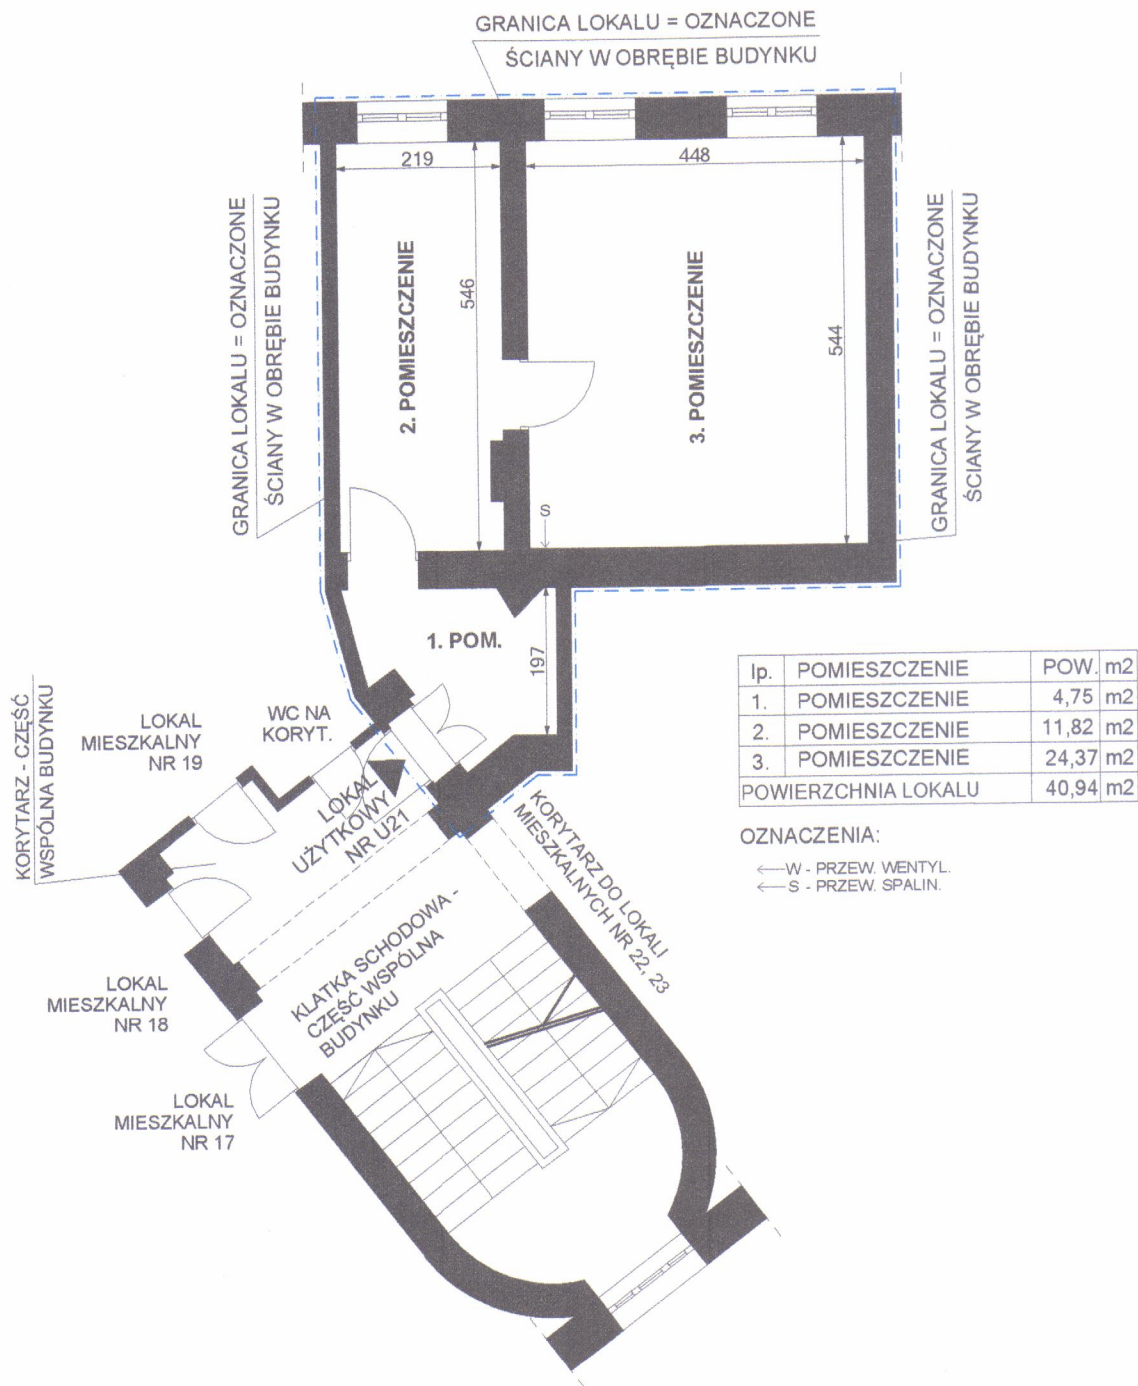 GRANICA LOKALU = OZNACZONE
ŚCIANY W OBRĘBIE BUDYNKU
219
448
GRANICA LOKALU = OZNACZONE
ŚCIANY W OBRĘBIE BUDYNKU
2. POMIESZCZENIE
546
3. POMIESZCZENIE
544
GRANICA LOKALU = OZNACZONE
ŚCIANY W OBRĘBIE BUDYNKU
S
1. POM.
197
lp. POMIESZCZENIE POW. m2
1. POMIESZCZENIE 4,75 m2
2. POMIESZCZENIE 11,82 m2
3. POMIESZCZENIE 24,37 m2
POWIERZCHNIA LOKALU 40,94 m2
OZNACZENIA:
W - PRZEW. WENTYL.
S - PRZEW. SPALIN.
KORYTARZ - CZĘŚĆ
WSPÓLNA BUDYNKU
LOKAL
MIESZKALNY
NR 19
WC NA
KORYT.
LOKAL
UŻYTKOWY
NR U21
KORYTARZ DO LOKALI
MIESZKALNYCH NR 22, 23
KLATKA SCHODOWA -
CZĘŚĆ WSPÓLNA
BUDYNKU
LOKAL
MIESZKALNY
NR 18
LOKAL
MIESZKALNY
NR 17